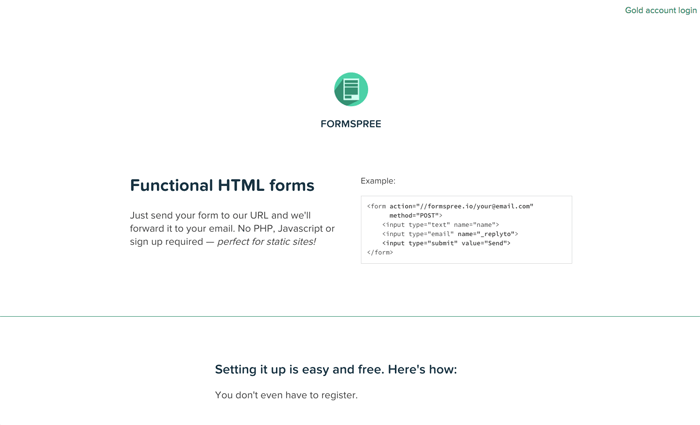 Gold account login
FORMSPREE
Functional HTML forms
Just send your form to our URL and we'll
forward it to your email. No PHP, Javascript or
sign up required — perfect for static sites!
Example:
<form action="//formspree.io/your@email.com"
method="POST">
<input type="text" name="name">
<input type="email" name="_replyto">
<input type="submit" value="Send">
</form>
Setting it up is easy and free. Here's how:
You don't even have to register.